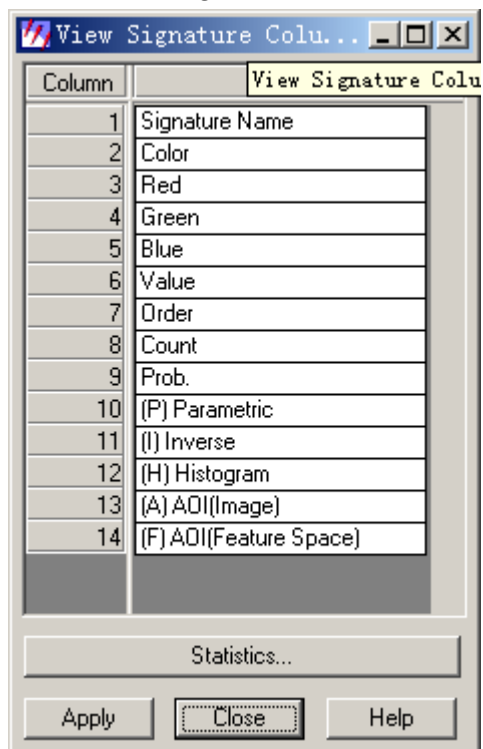 View Signature Colu...
Column View Signature Colu
1 Signature Name
2 Color
3 Red
4 Green
5 Blue
6 Value
7 Order
8 Count
9 Prob.
10 (P) Parametric
11 (I) Inverse
12 (H) Histogram
13 (A) AOI(Image)
14 (F) AOI(Feature Space)
Statistics...
Apply Close Help